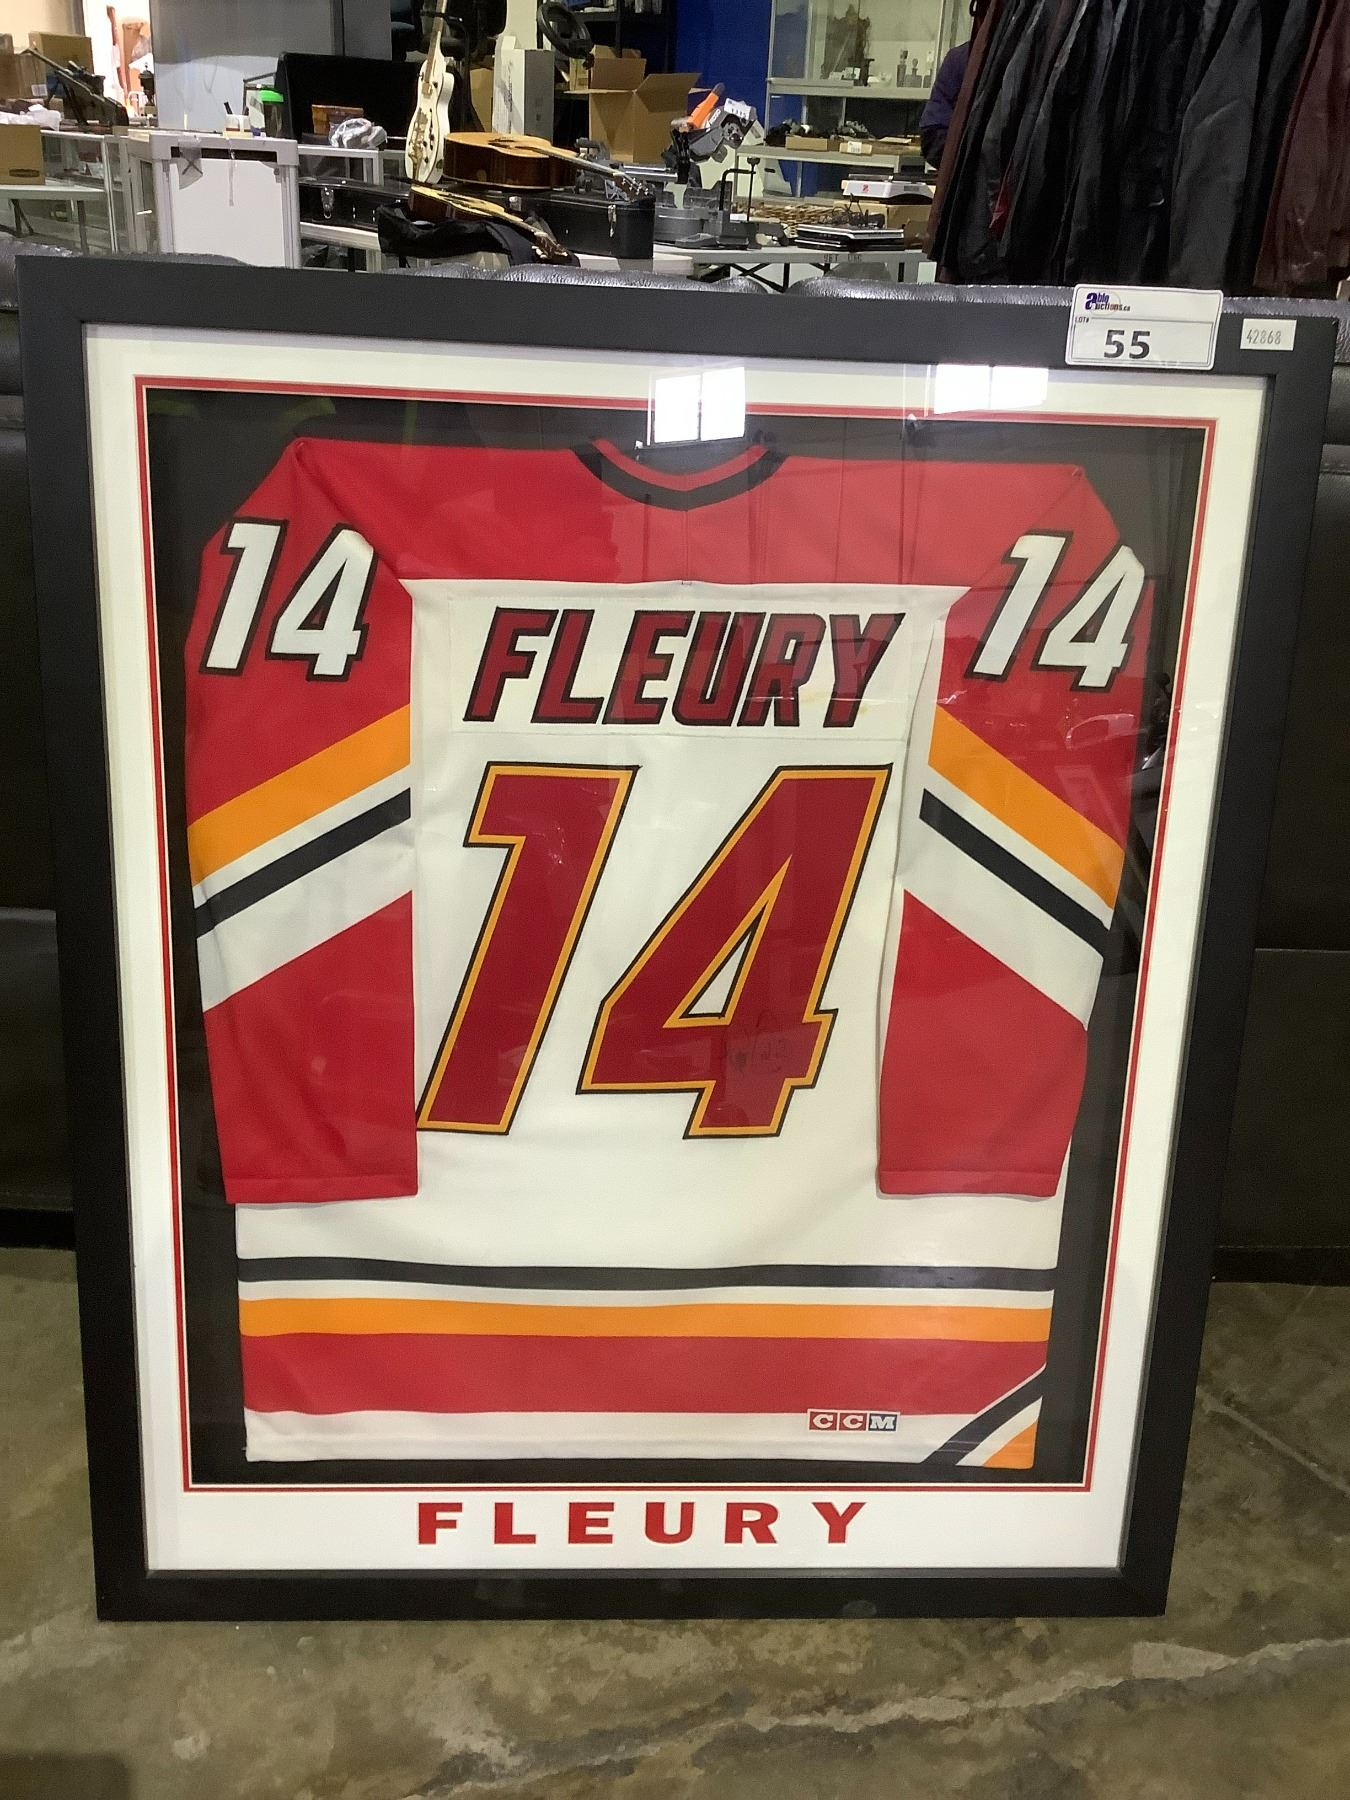 Able
Auctions.ca
LOT#
55
42868
14
14
FLEURY
14
CCM
FLEURY